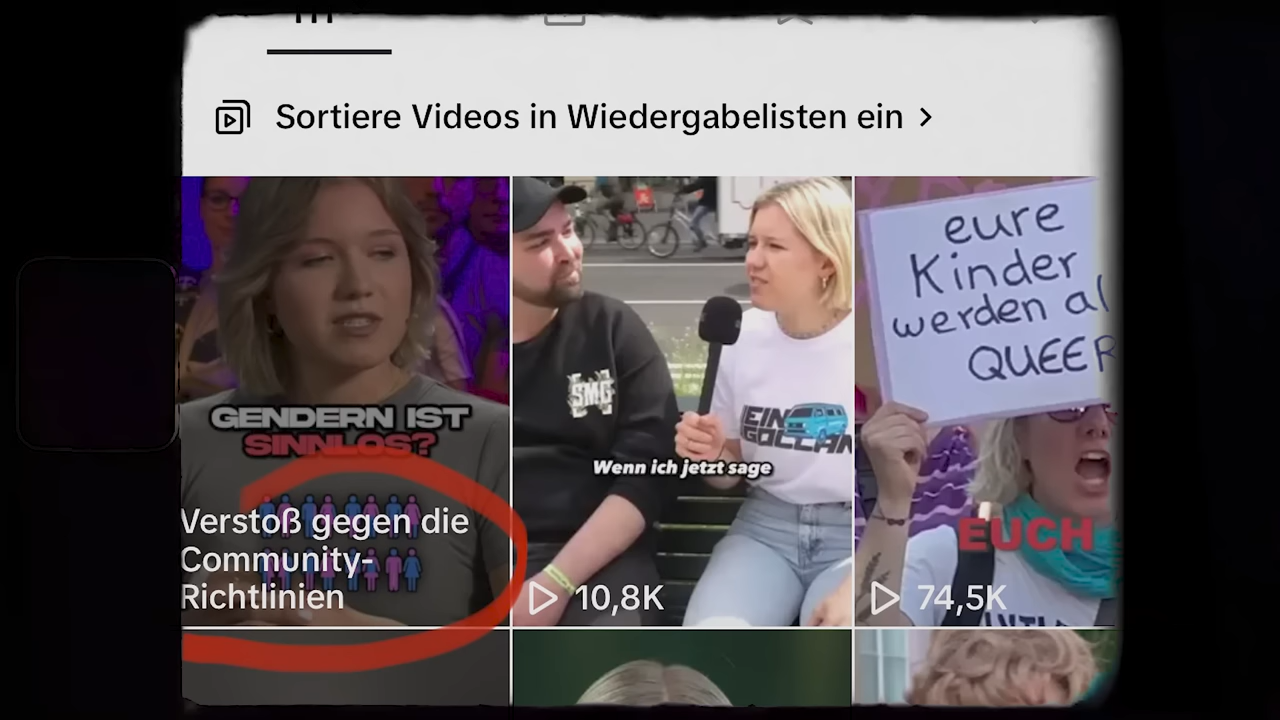 Sortiere Videos in Wiedergabelisten ein
GENDERN IST
SINNLOS?
Verstoß gegen die
Community-
Richtlinien
SMG
Wenn ich jetzt sage
10,8K
eure
Kinder
werden al
QUEER
EUCH
74,5K